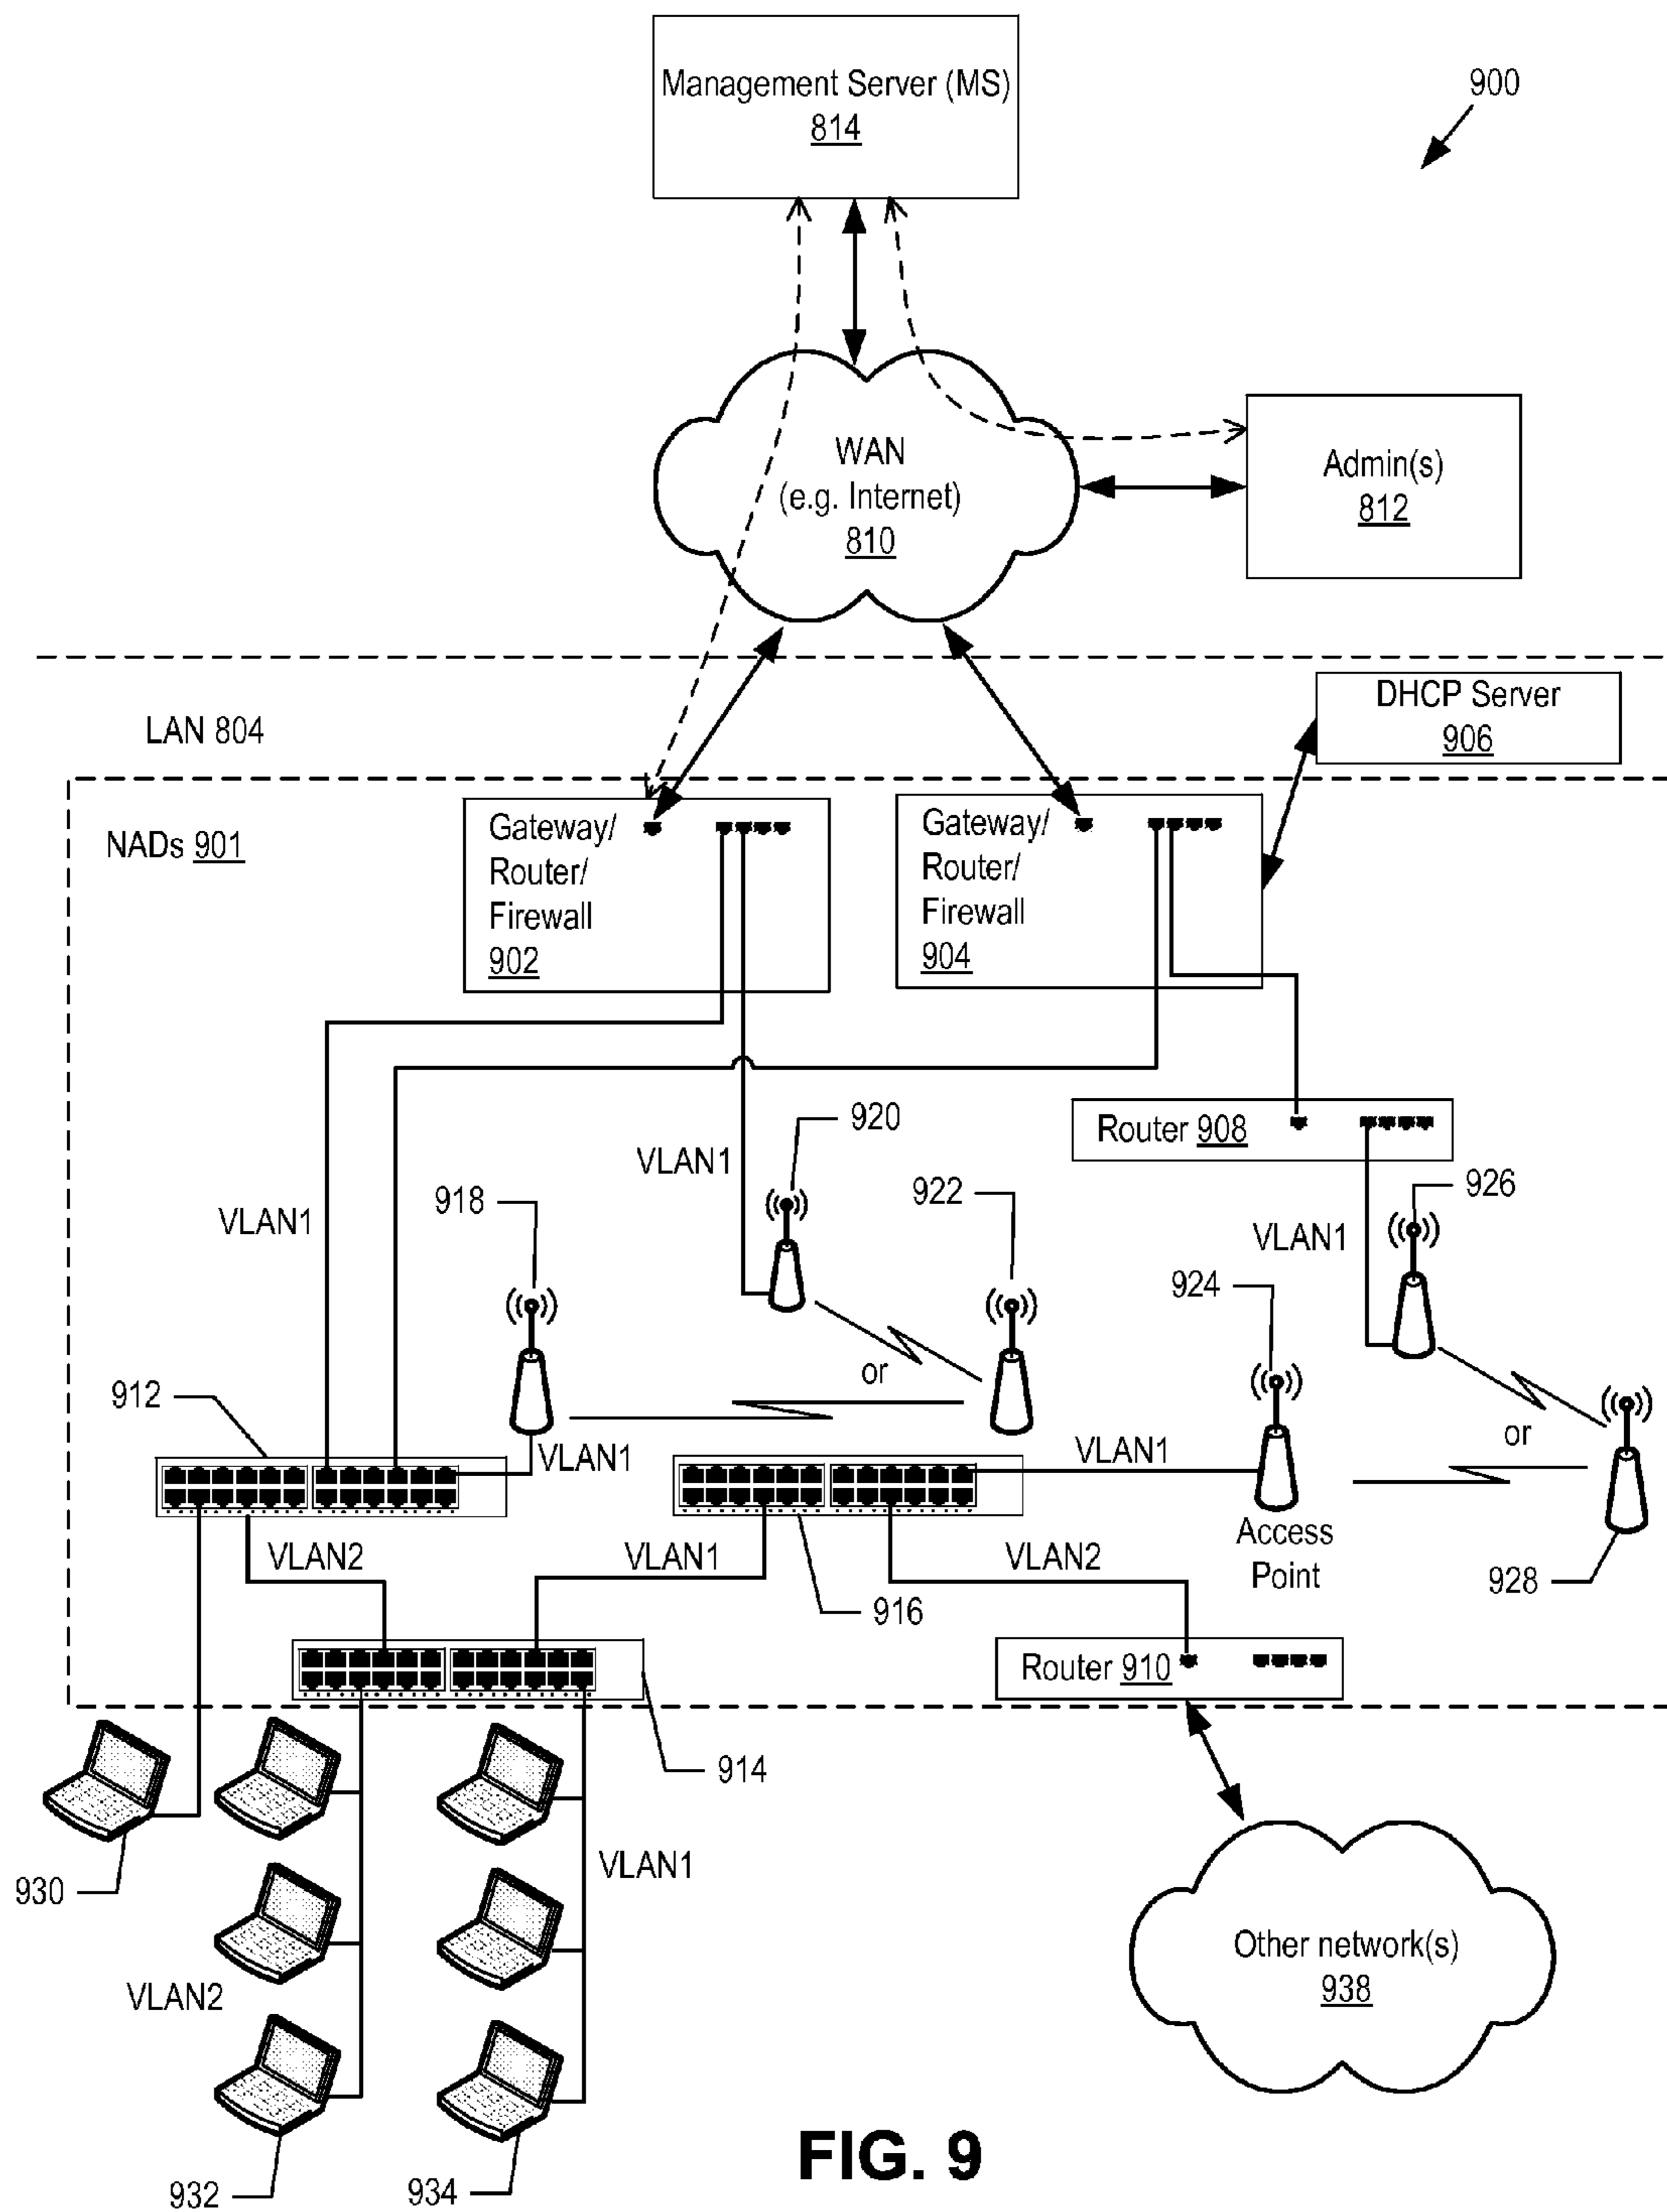 Management Server (MS)
814
900
WAN
(e.g. Internet)
810
Admin(s)
812
DHCP Server
906
LAN 804
NADs 901
Gateway/
Router/
Firewall
902
Gateway/
Router/
Firewall
904
920
Router 908
VLAN1
918
922
926
VLAN1
VLAN1
924
or
912
or
VLAN1
VLAN1
Access
Point
VLAN2
VLAN1
VLAN2
928
916
Router 910
914
VLAN1
930
Other network(s)
938
VLAN2
FIG. 9
932
934